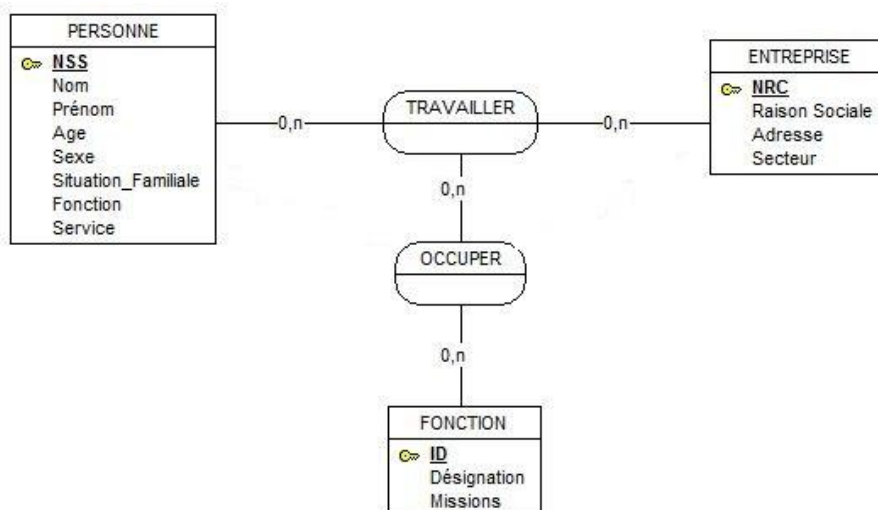 PERSONNE
NSS
Nom
Prénom
Age
Sexe
Situation_Familiale
Fonction
Service
0,n
TRAVAILLER
0,n
ENTREPRISE
NRC
Raison Sociale
Adresse
Secteur
0,n
OCCUPER
0,n
FONCTION
ID
Désignation
Missions